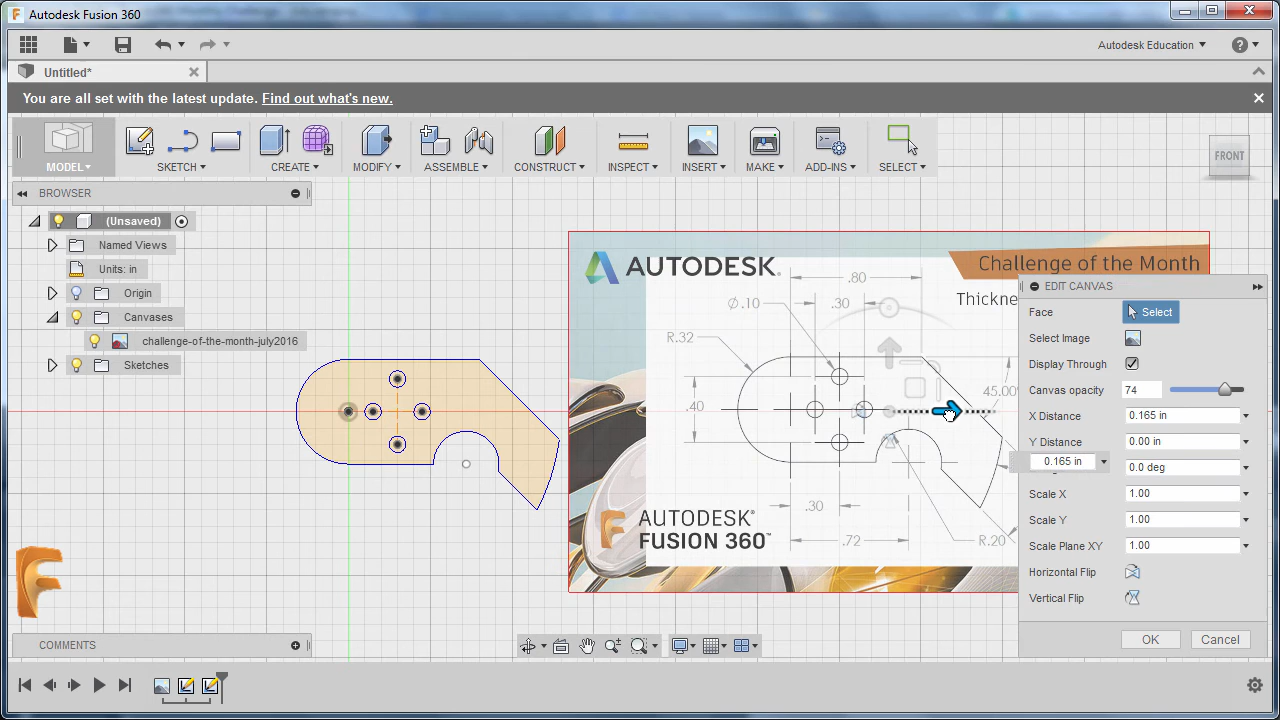 Autodesk Fusion 360
Autodesk Education
Untitled*
You are all set with the latest update. Find out what's new.
MODEL
SKETCH
CREATE
MODIFY
ASSEMBLE
CONSTRUCT
INSPECT
INSERT
MAKE
ADD-INS
SELECT
FRONT
BROWSER
(Unsaved)
Named Views
Units: in
Origin
Canvases
challenge-of-the-month-july2016
Sketches
AUTODESK.
Challenge of the Month
Thickne
.80
Ø.10
.30
R.32
.40
45.00°
.30
.72
R.20
AUTODESK®
FUSION 360™
EDIT CANVAS
Face
Select
Select Image
Display Through
Canvas opacity
74
X Distance
0.165 in
Y Distance
0.00 in
0.165 in
0.0 deg
Scale X
1.00
Scale Y
1.00
Scale Plane XY
1.00
Horizontal Flip
Vertical Flip
OK
Cancel
COMMENTS